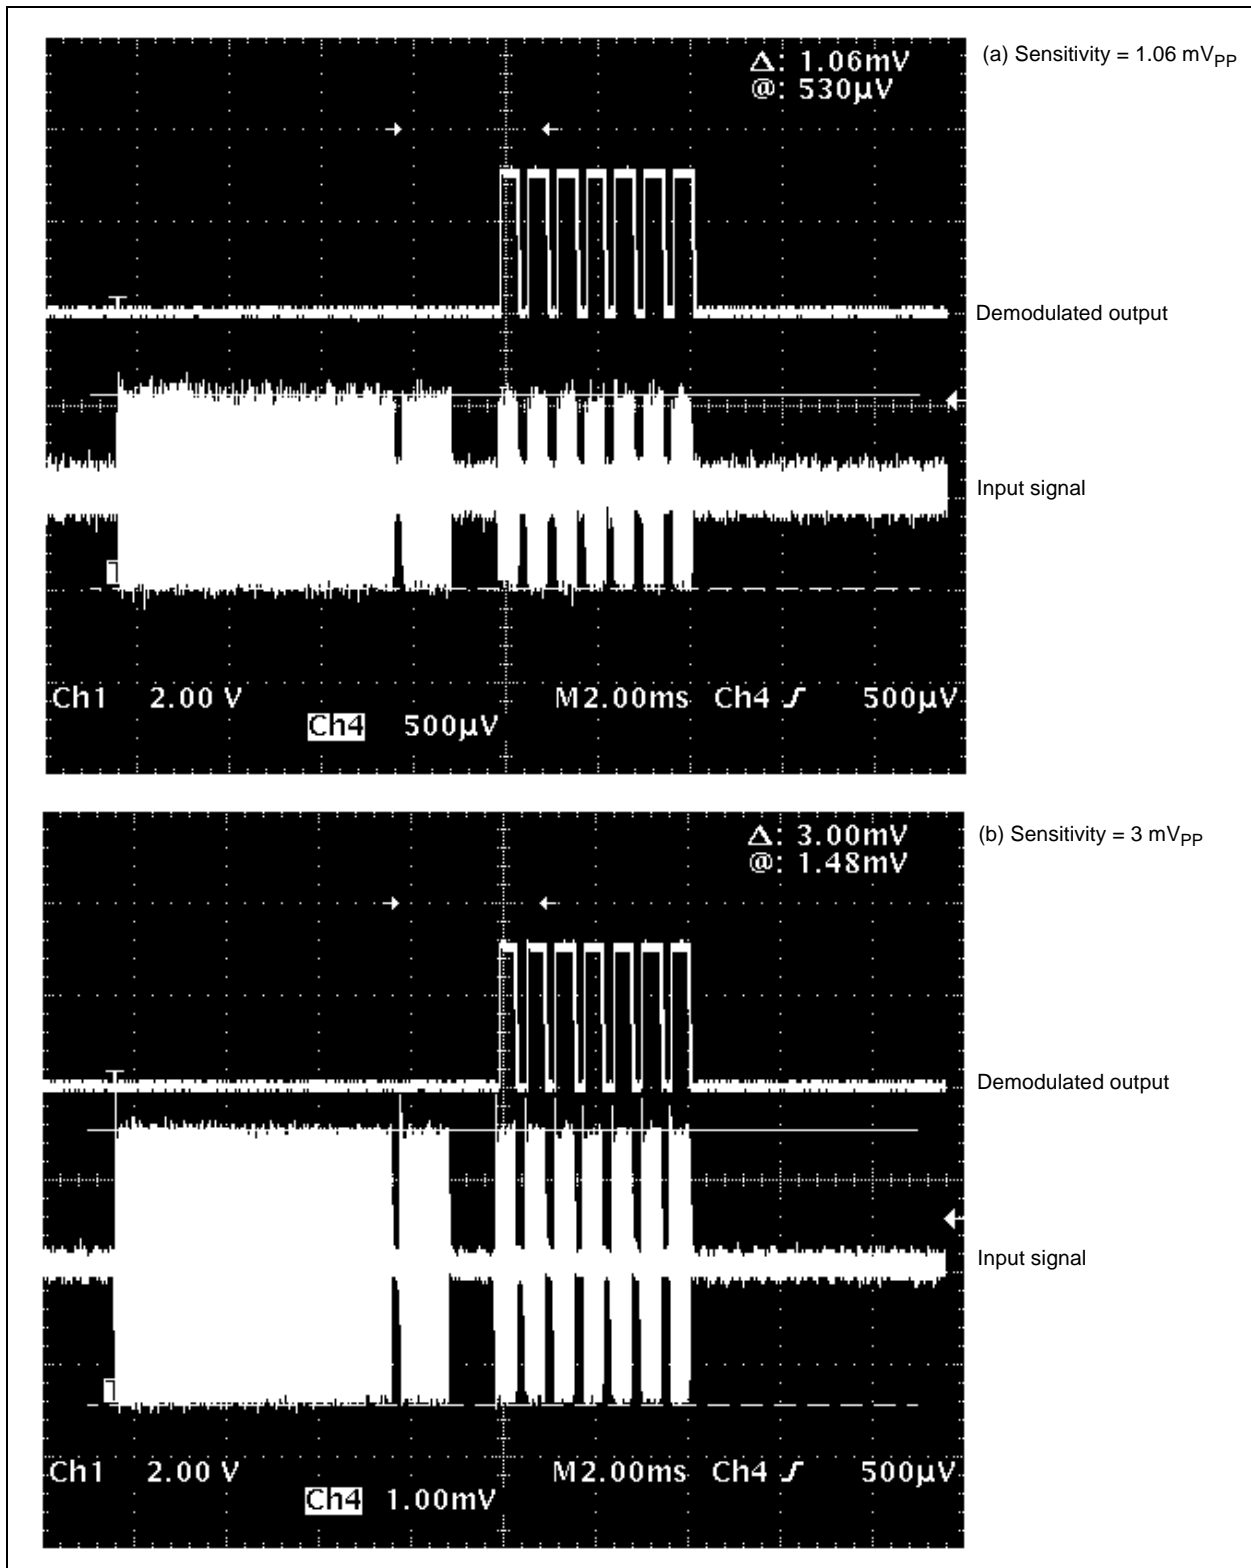 Δ: 1.06mV
@: 530µV
(a) Sensitivity = 1.06 mVPP
Demodulated output
Input signal
Ch1 2.00 V M2.00ms Ch4 ƒ 500µV
Ch4 500µV
Δ: 3.00mV
@: 1.48mV
(b) Sensitivity = 3 mVPP
Demodulated output
Input signal
Ch1 2.00 V M2.00ms Ch4 ƒ 500µV
Ch4 1.00mV